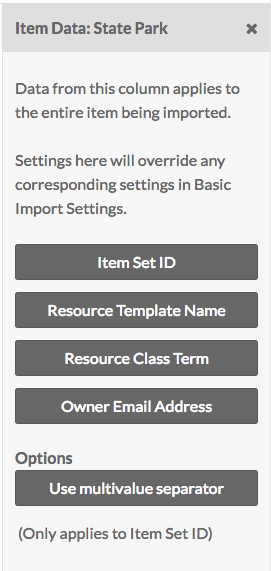 Item Data: State Park ✖
Data from this column applies to
the entire item being imported.
Settings here will override any
corresponding settings in Basic
Import Settings.
Item Set ID
Resource Template Name
Resource Class Term
Owner Email Address
Options
Use multivalue separator
(Only applies to Item Set ID)